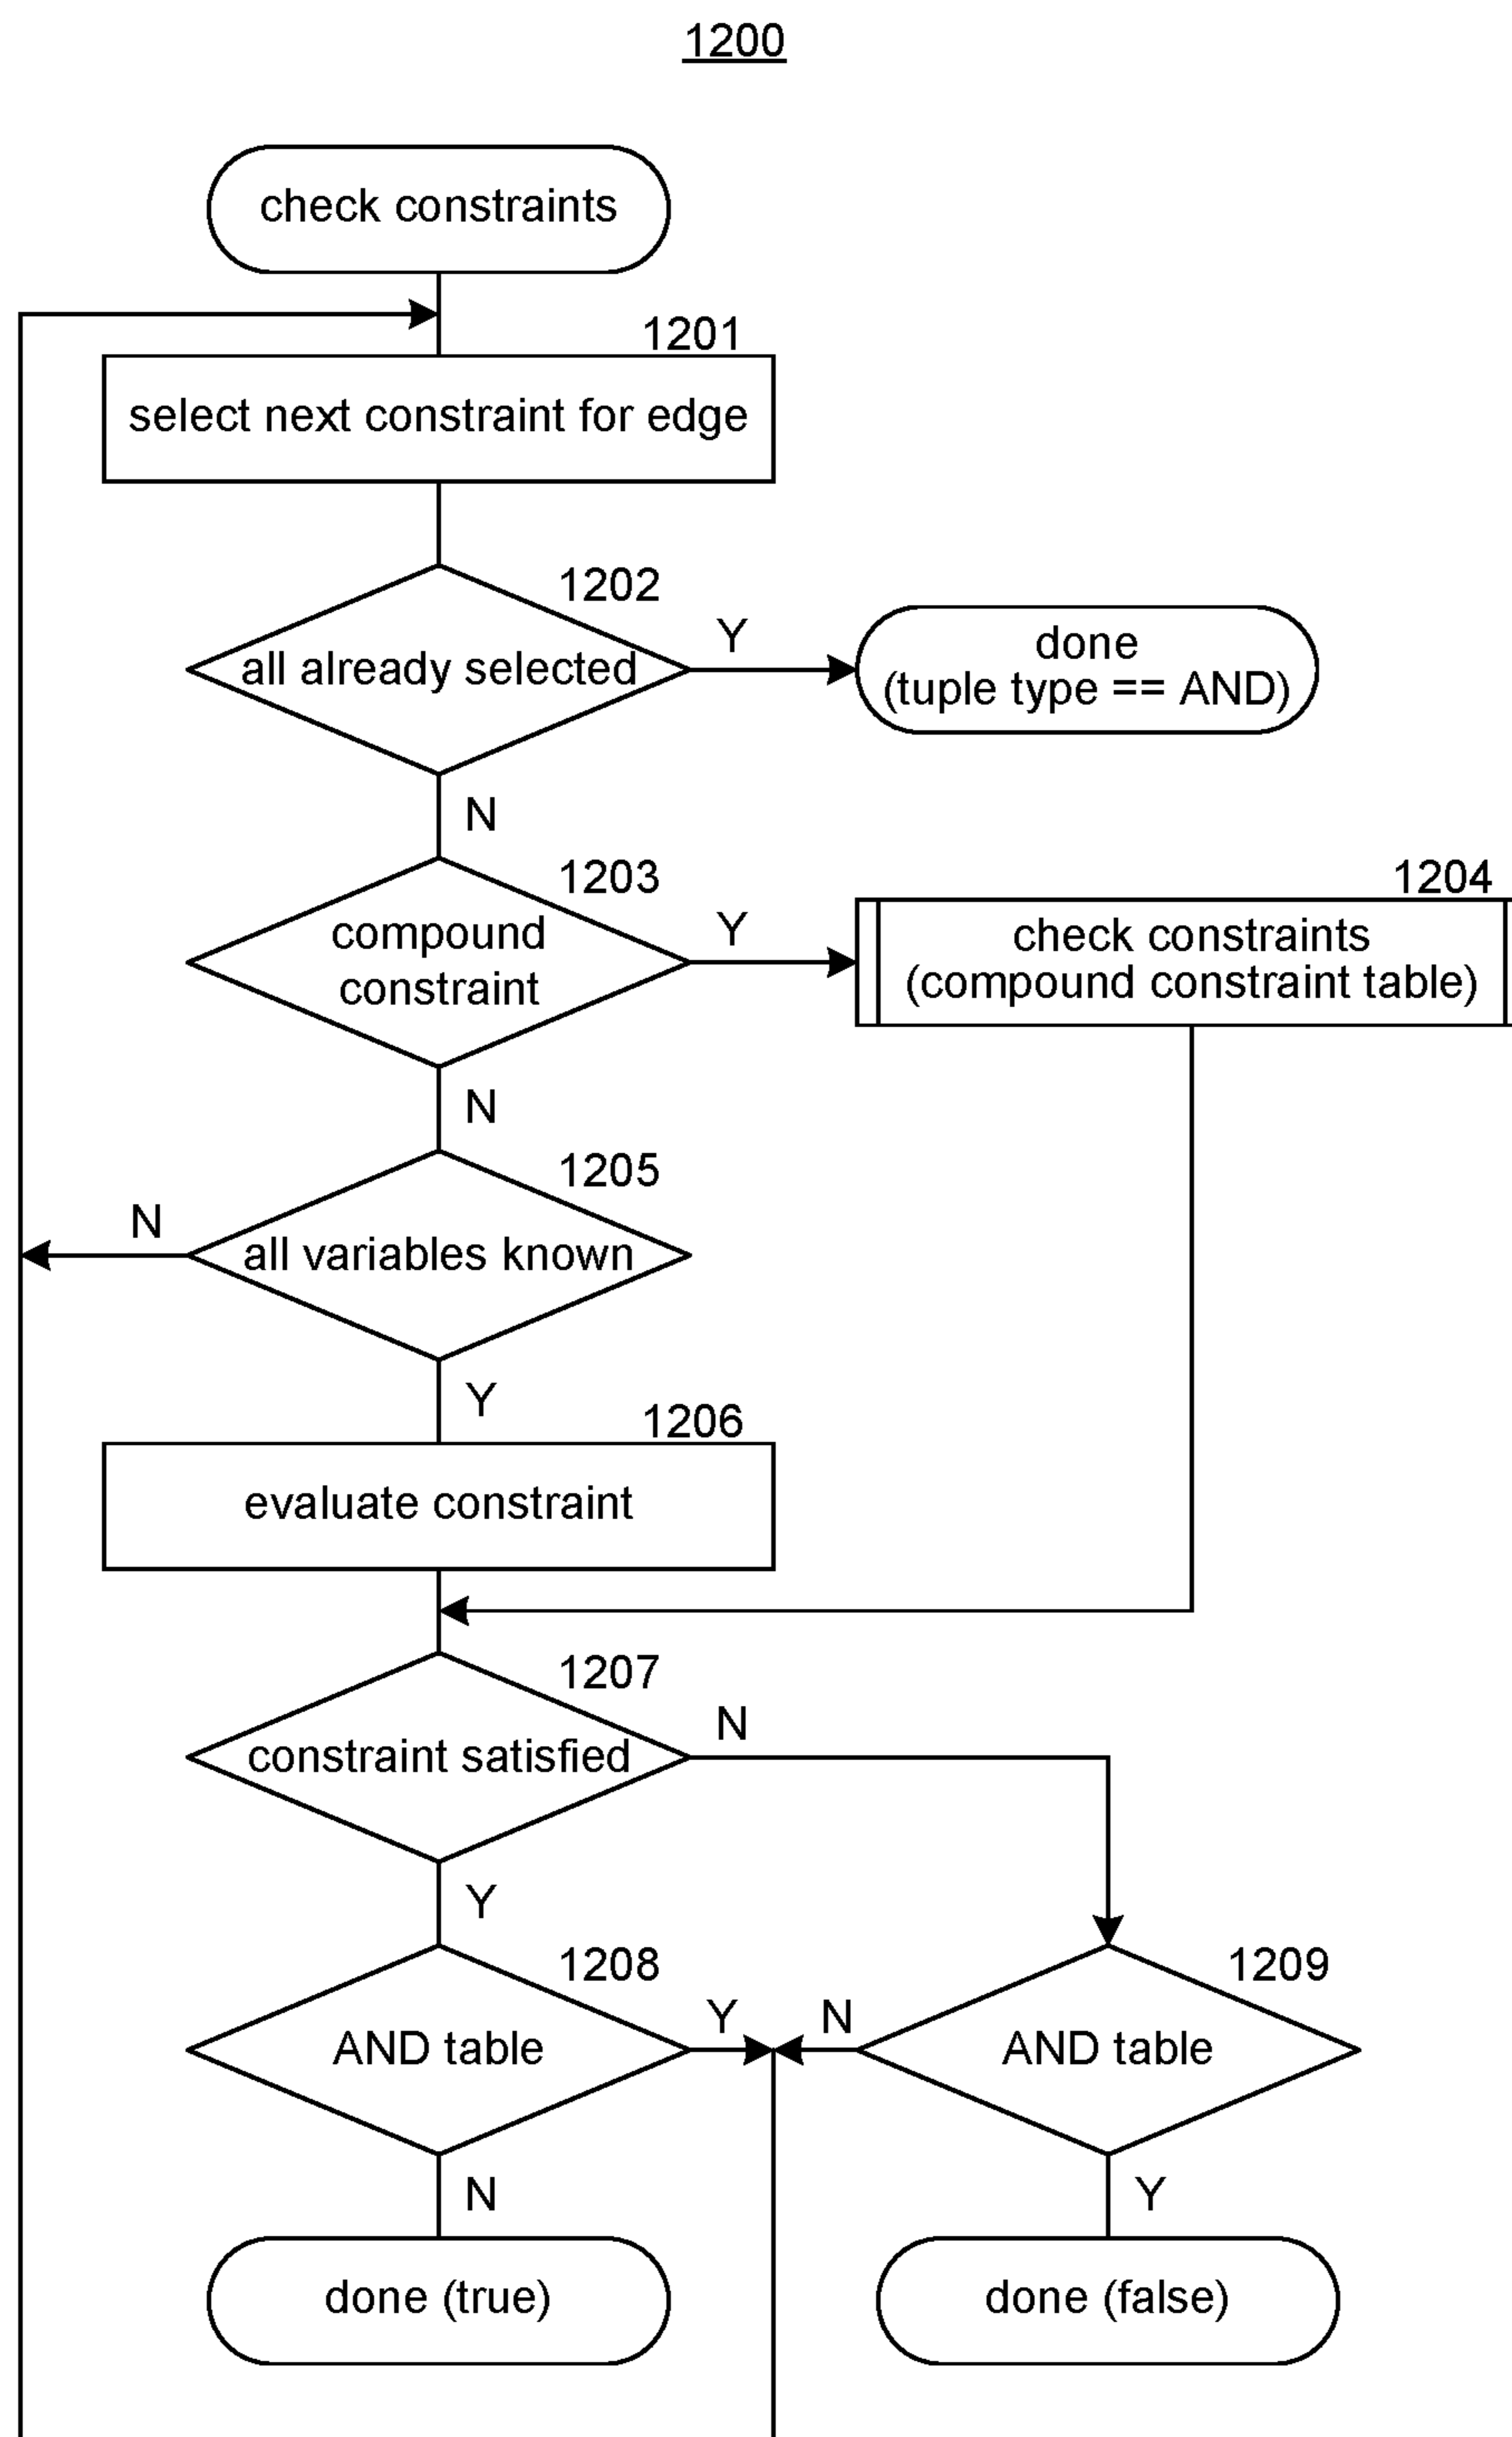 1200
check constraints
1201
select next constraint for edge
1202
all already selected
Y
done
(tuple type == AND)
N
1203
compound
constraint
Y
1204
check constraints
(compound constraint table)
N
1205
all variables known
N
Y
1206
evaluate constraint
1207
constraint satisfied
N
Y
1208
AND table
Y
N
1209
AND table
N
Y
done (true)
done (false)